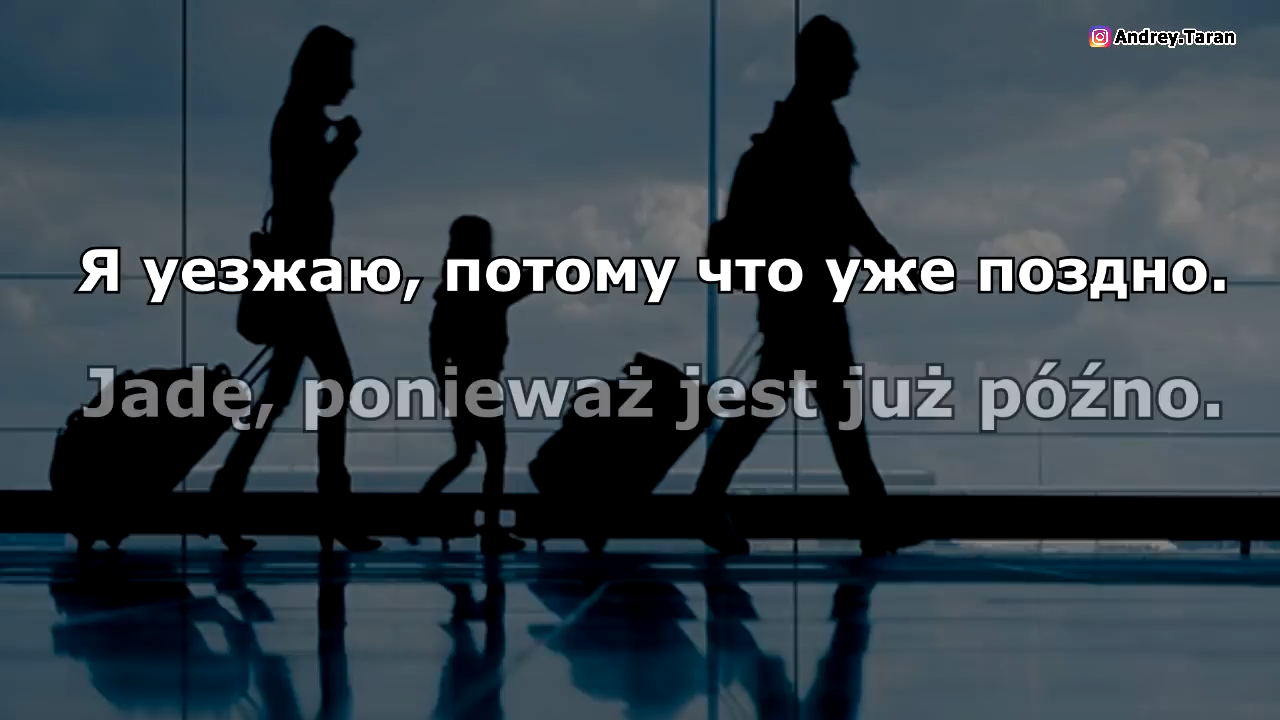 Andrey.Taran
Я уезжаю, потому что уже поздно.
Jadę, ponieważ jest już późno.